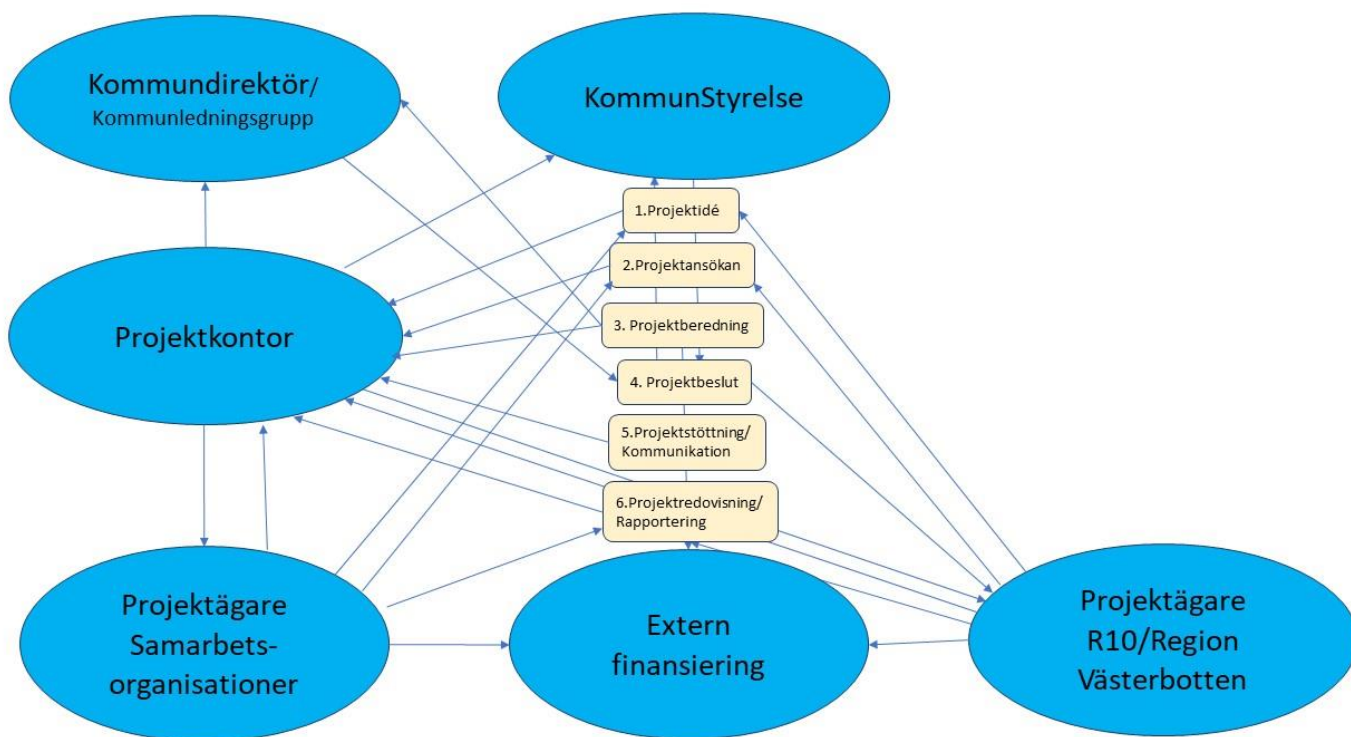 Kommundirektör/
Kommunledningsgrupp
KommunStyrelse
1.Projektidé
2.Projektansökan
3. Projektberedning
Projektkontor
4. Projektbeslut
5.Projektstöttning/
Kommunikation
6.Projektredovisning/
Rapportering
Projektägare
Samarbets-
organisationer
Extern
finansiering
Projektägare
R10/Region
Västerbotten